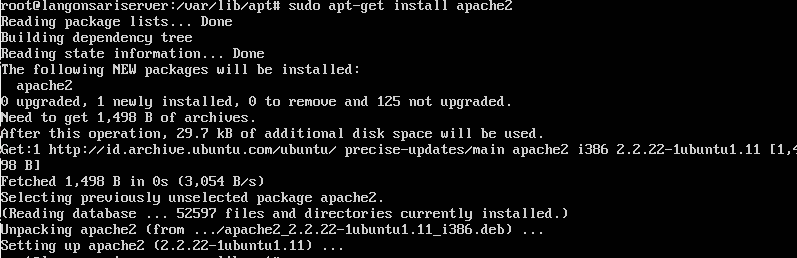 root@langonsariserver:/var/lib/apt# sudo apt-get install apache2
Reading package lists... Done
Building dependency tree
Reading state information... Done
The following NEW packages will be installed:
  apache2
0 upgraded, 1 newly installed, 0 to remove and 125 not upgraded.
Need to get 1,498 B of archives.
After this operation, 29.7 kB of additional disk space will be used.
Get:1 http://id.archive.ubuntu.com/ubuntu/ precise-updates/main apache2 i386 2.2.22-1ubuntu1.11 [1,4
98 B]
Fetched 1,498 B in 0s (3,054 B/s)
Selecting previously unselected package apache2.
(Reading database ... 52597 files and directories currently installed.)
Unpacking apache2 (from .../apache2_2.2.22-1ubuntu1.11_i386.deb) ...
Setting up apache2 (2.2.22-1ubuntu1.11) ...